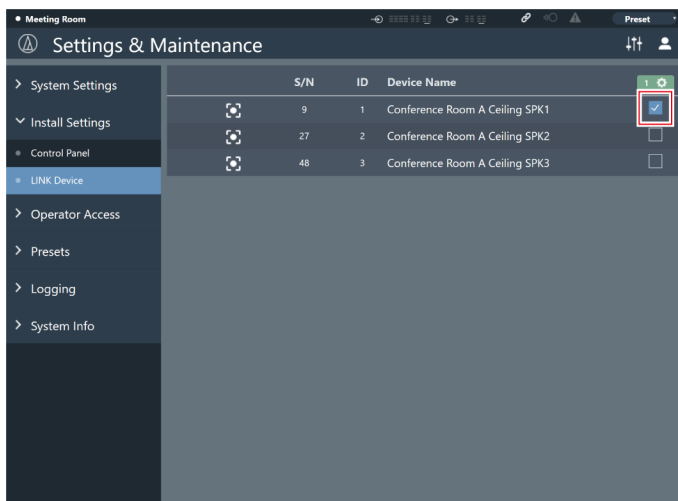 Meeting Room
Preset
Settings & Maintenance
System Settings
Install Settings
Control Panel
LINK Device
Operator Access
Presets
Logging
System Info
S/N ID Device Name 1
9 1 Conference Room A Ceiling SPK1
27 2 Conference Room A Ceiling SPK2
48 3 Conference Room A Ceiling SPK3